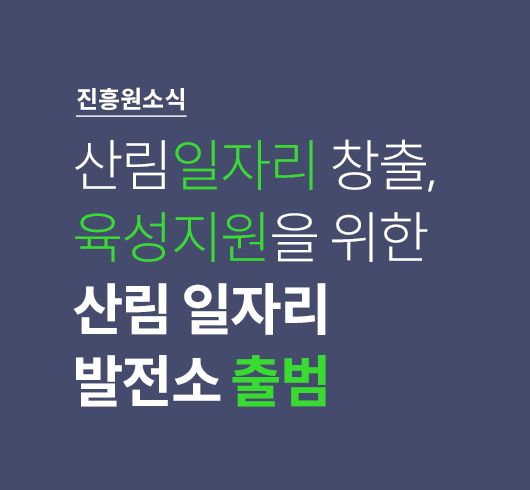 진흥원소식
산림일자리 창출,
육성지원을 위한
산림 일자리
발전소 출범